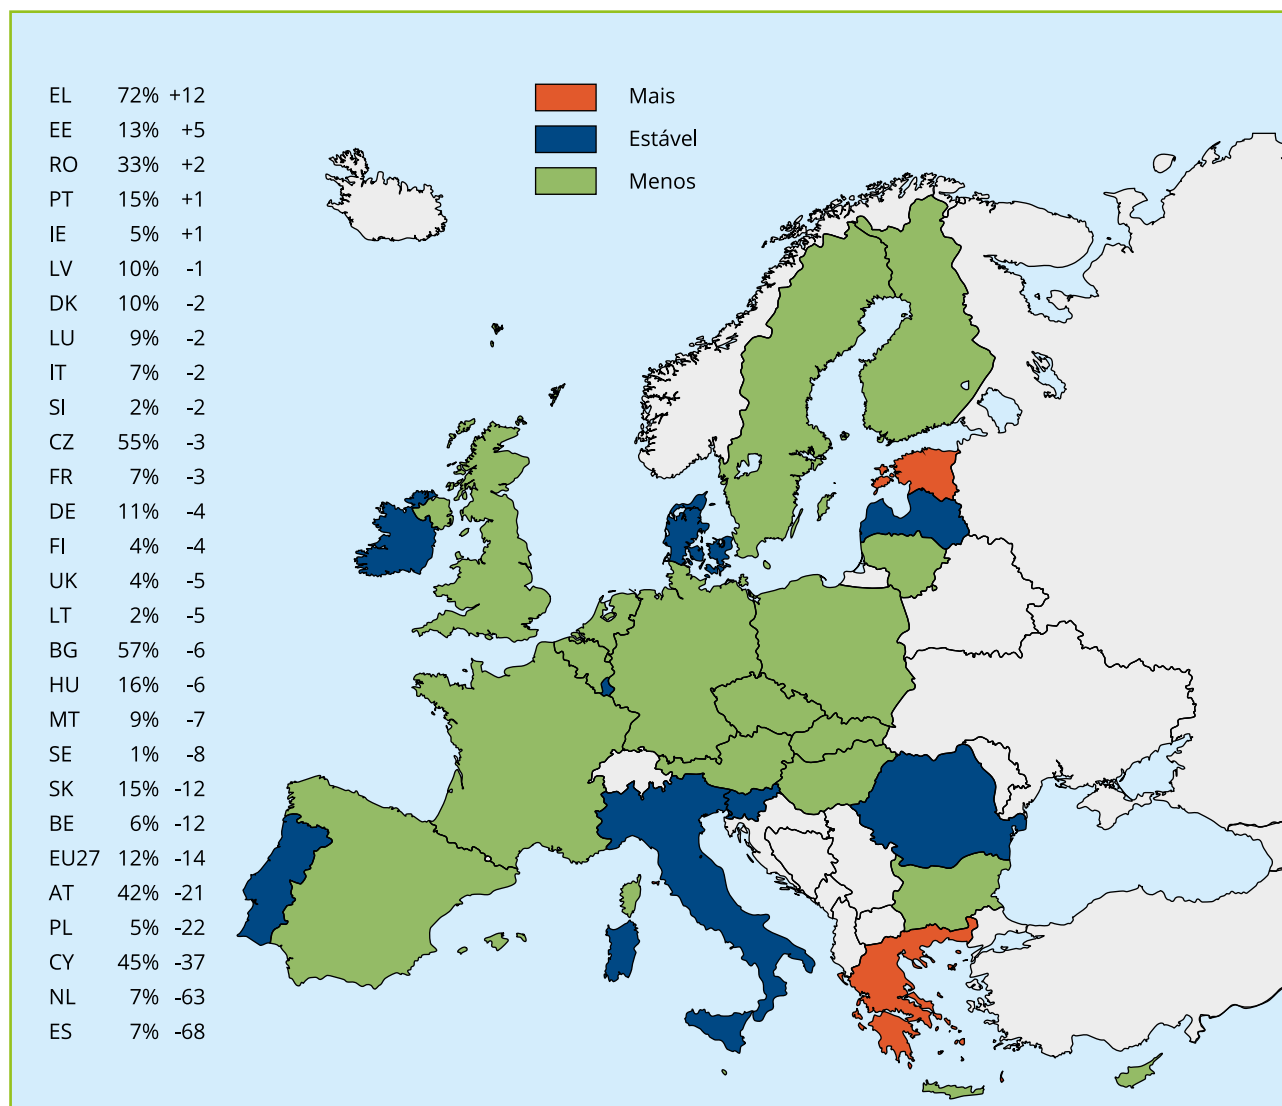 EL 72% +12
EE 13% +5
RO 33% +2
PT 15% +1
IE 5% +1
LV 10% -1
DK 10% -2
LU 9% -2
IT 7% -2
SI 2% -2
CZ 55% -3
FR 7% -3
DE 11% -4
FI 4% -4
UK 4% -5
LT 2% -5
BG 57% -6
HU 16% -6
MT 9% -7
SE 1% -8
SK 15% -12
BE 6% -12
EU27 12% -14
AT 42% -21
PL 5% -22
CY 45% -37
NL 7% -63
ES 7% -68
Mais
Estável
Menos